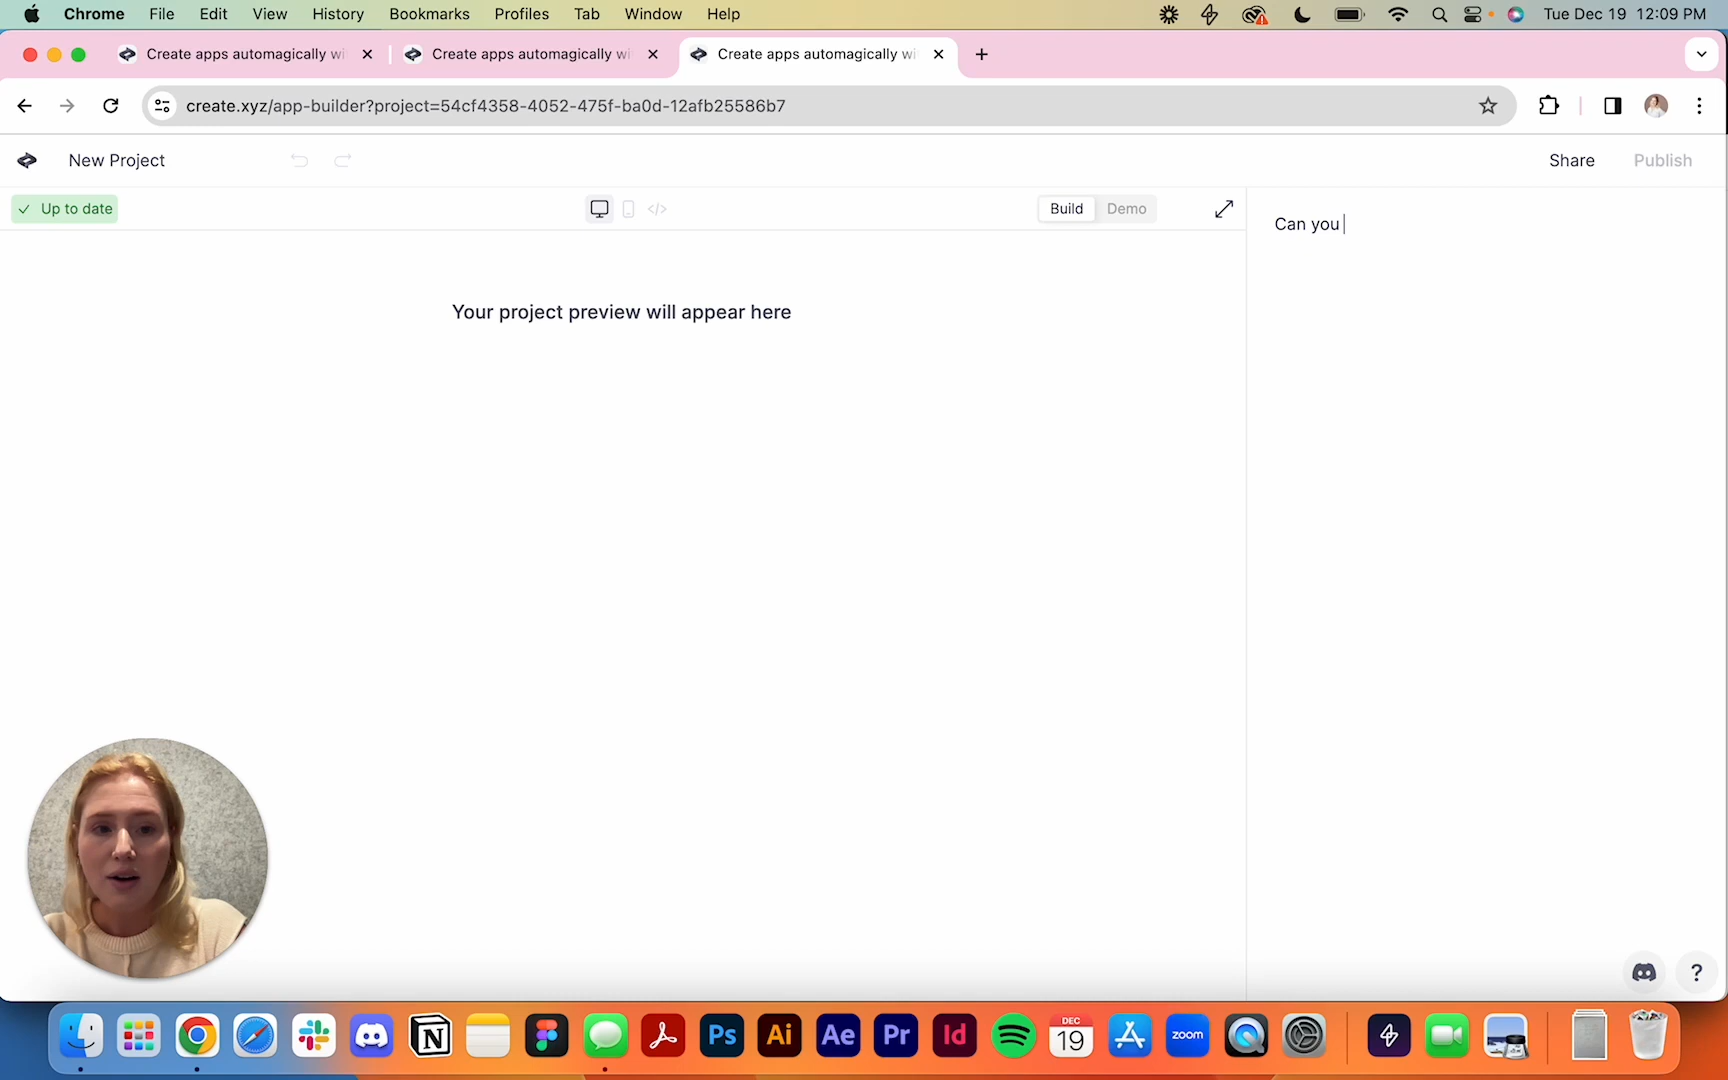 Chrome File Edit View History Bookmarks Profiles Tab Window Help Tue Dec 19 12:09 PM
Create apps automagically wi Create apps automagically wi Create apps automagically wi
create.xyz/app-builder?project=54cf4358-4052-475f-ba0d-12afb25586b7
New Project Share Publish
Up to date Build Demo
Can you
Your project preview will appear here
?
N Ps Ai Ae Pr Id DEC 19 zoom